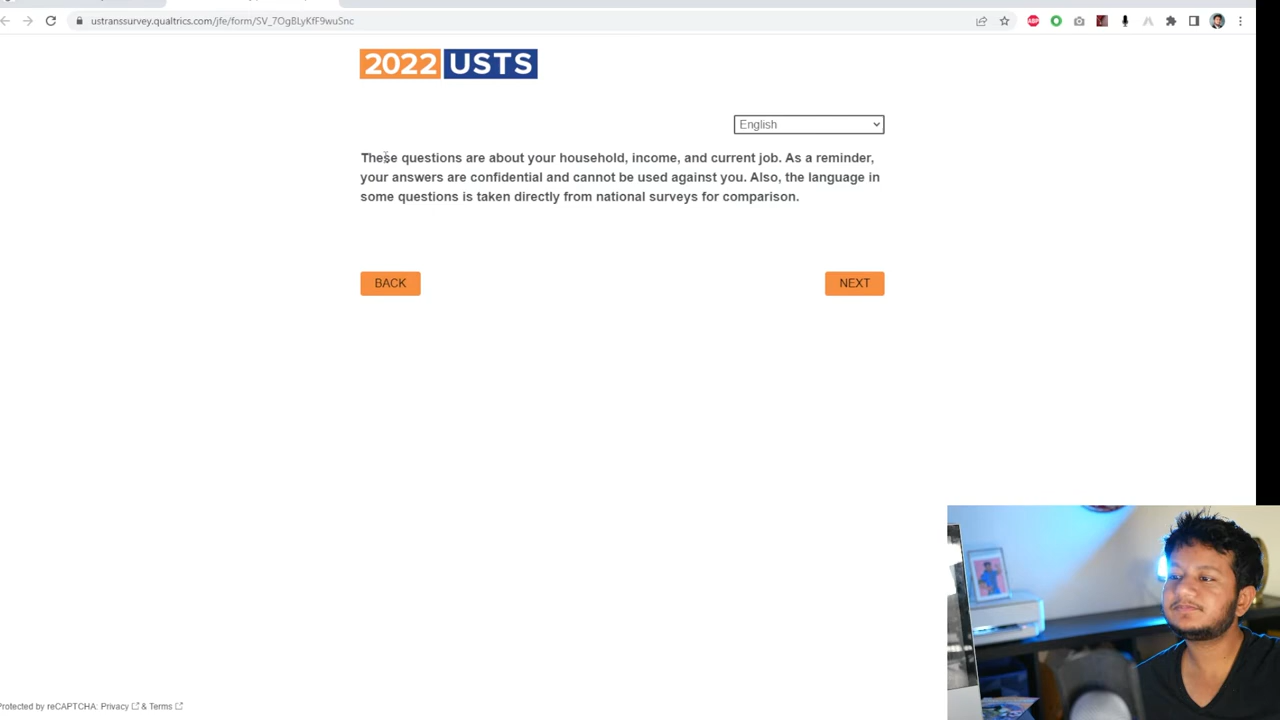 ustranssurvey.qualtrics.com/jfe/form/SV_7OgBLyKfF9wuSnc
ABP
2022 USTS
English
These questions are about your household, income, and current job. As a reminder,
your answers are confidential and cannot be used against you. Also, the language in
some questions is taken directly from national surveys for comparison.
BACK
NEXT
Protected by reCAPTCHA: Privacy & Terms